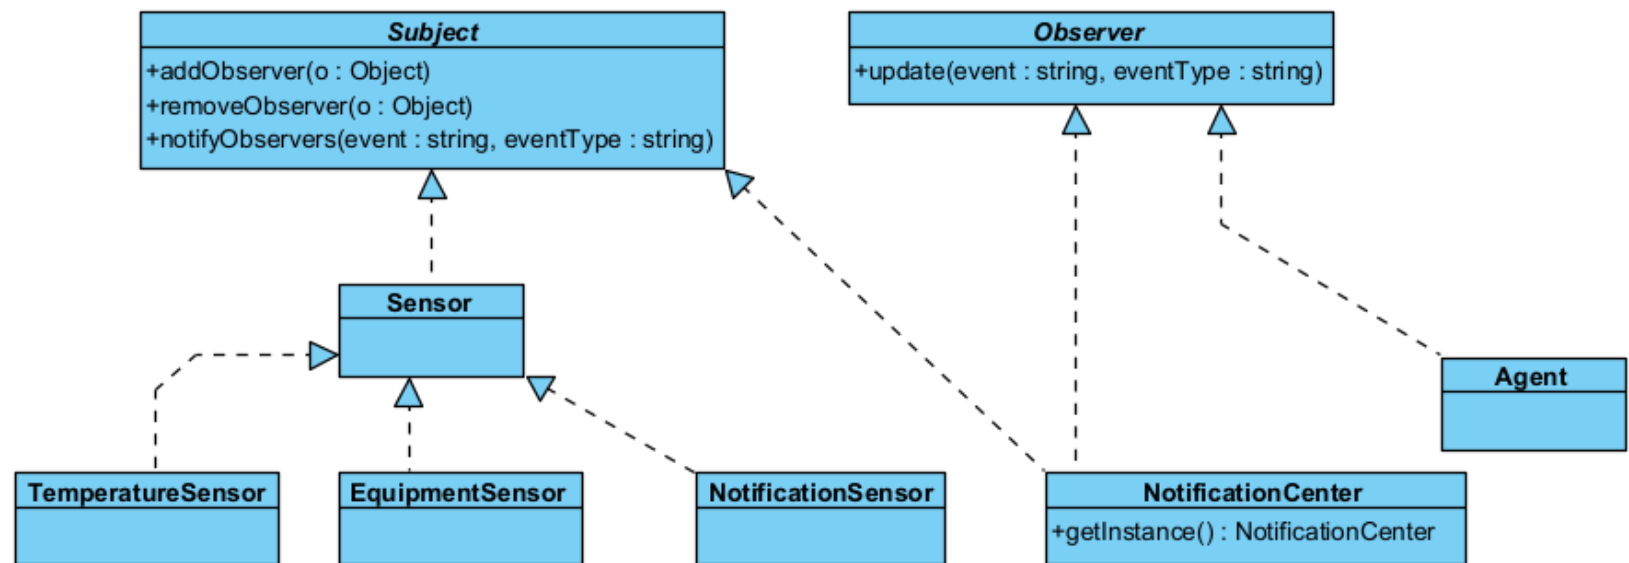 Subject
+addObserver(o : Object)
+removeObserver(o : Object)
+notifyObservers(event : string, eventType : string)
Observer
+update(event : string, eventType : string)
Sensor
Agent
TemperatureSensor
EquipmentSensor
NotificationSensor
NotificationCenter
+getInstance() : NotificationCenter